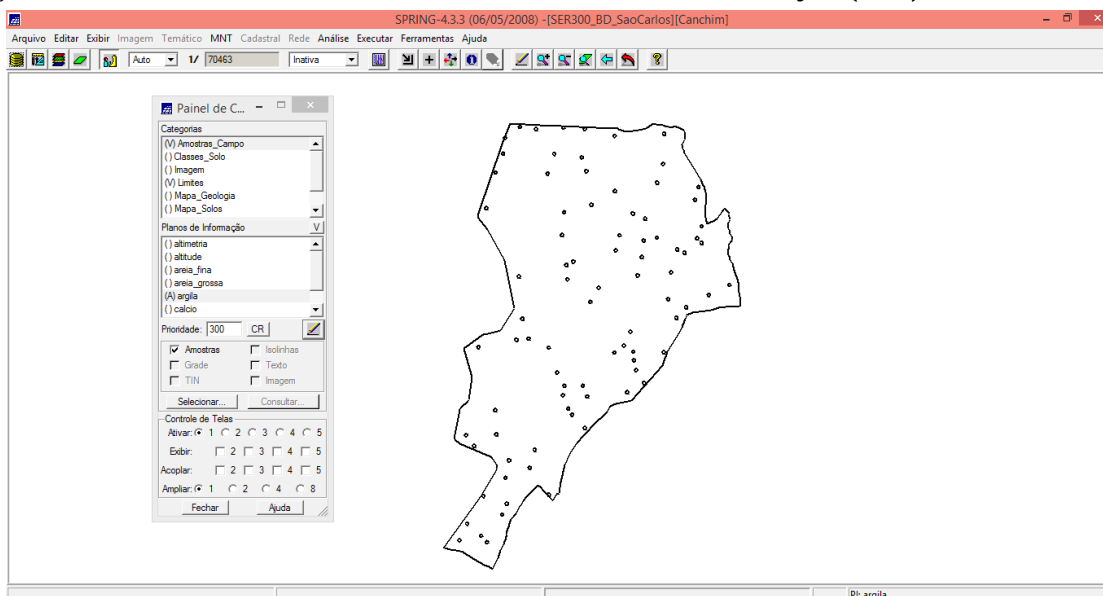 SPRING-4.3.3 (06/05/2008) -[SER300_BD_SaoCarlos][Canchim]
Arquivo Editar Exibir Imagem Temático MNT Cadastral Rede Análise Executar Ferramentas Ajuda
Auto 1/ 70463 Inativa
Painel de C...
Categorias
(V) Amostras_Campo
( ) Classes_Solo
( ) Imagem
(V) Limites
( ) Mapa_Geologia
( ) Mapa_Solos
Planos de Informação V
( ) altimetria
( ) altitude
( ) areia_fina
( ) areia_grossa
(A) argila
( ) calcio
Prioridade: 300 CR
Amostras Isolinhas
Grade Texto
TIN Imagem
Selecionar... Consultar...
Controle de Telas
Ativar: 1 2 3 4 5
Exibir: 2 3 4 5
Acoplar: 2 3 4 5
Ampliar: 1 2 4 8
Fechar Ajuda
PI: argila